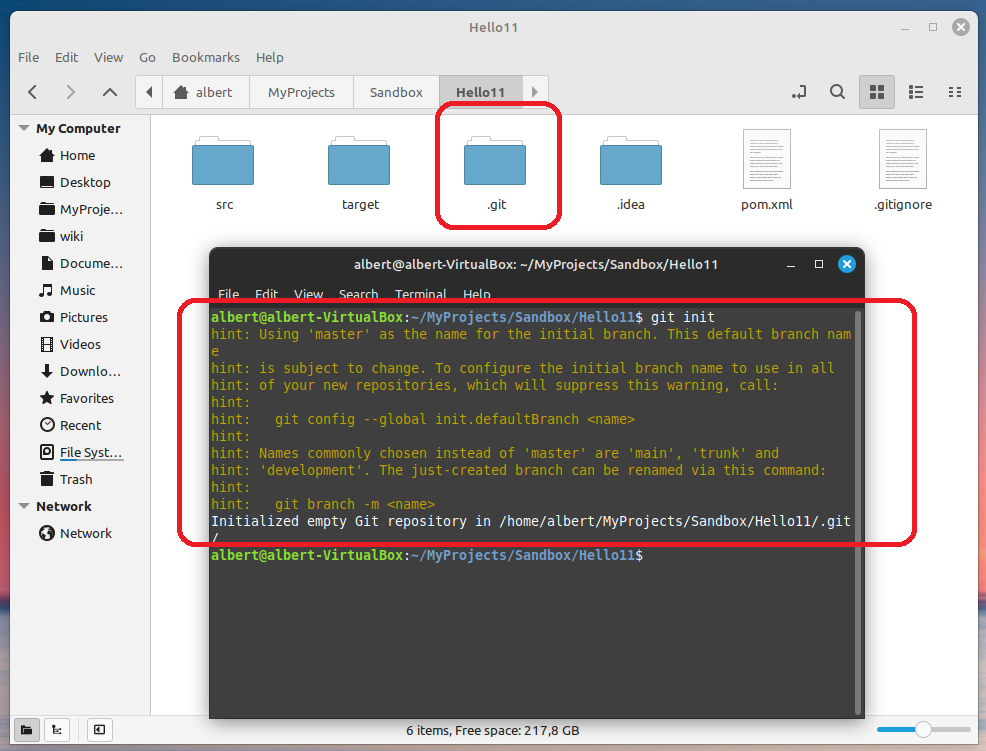 Hello11
File Edit View Go Bookmarks Help
albert MyProjects Sandbox Hello11
My Computer
Home
Desktop
MyProje...
wiki
Docume...
Music
Pictures
Videos
Downlo...
Favorites
Recent
File Syst...
Trash
Network
Network
src target .git .idea pom.xml .gitignore
albert@albert-VirtualBox: ~/MyProjects/Sandbox/Hello11
File Edit View Search Terminal Help
albert@albert-VirtualBox:~/MyProjects/Sandbox/Hello11$ git init
hint: Using 'master' as the name for the initial branch. This default branch nam
e
hint: is subject to change. To configure the initial branch name to use in all
hint: of your new repositories, which will suppress this warning, call:
hint:
hint:   git config --global init.defaultBranch <name>
hint:
hint: Names commonly chosen instead of 'master' are 'main', 'trunk' and
hint: 'development'. The just-created branch can be renamed via this command:
hint:
hint:   git branch -m <name>
Initialized empty Git repository in /home/albert/MyProjects/Sandbox/Hello11/.git
/
albert@albert-VirtualBox:~/MyProjects/Sandbox/Hello11$
6 items, Free space: 217,8 GB